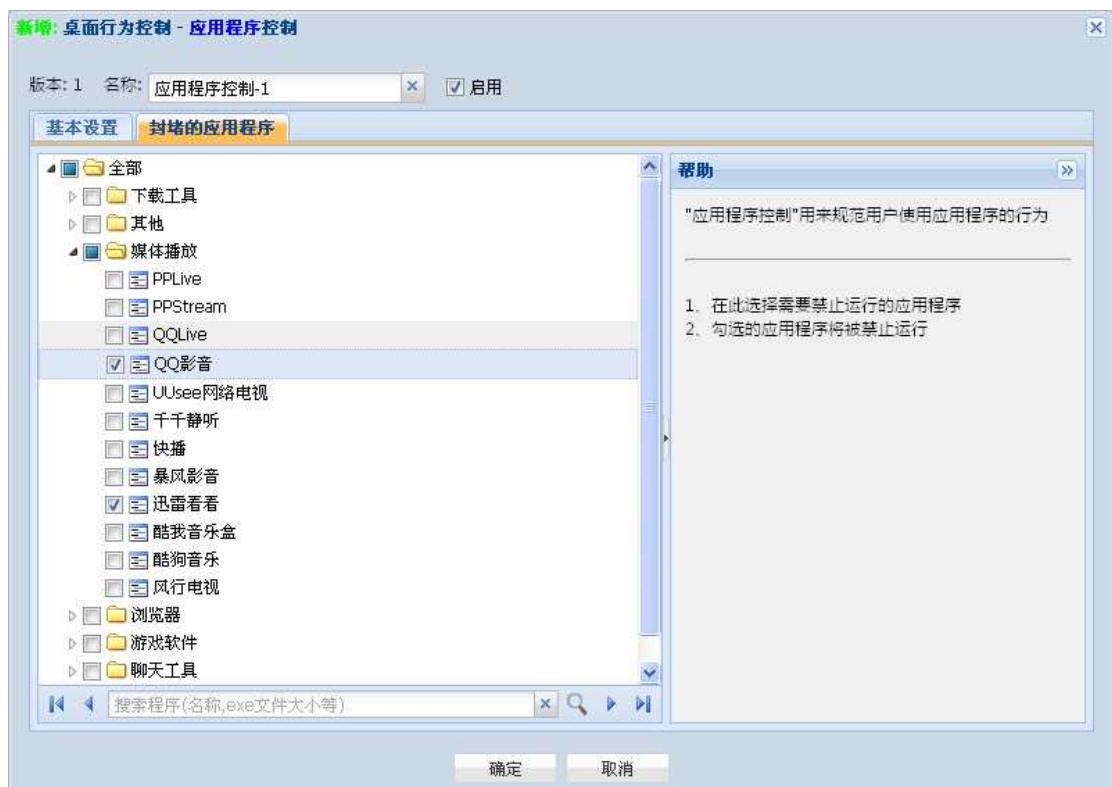 新增: 桌面行为控制 - 应用程序控制
版本: 1 名称: 应用程序控制-1 启用
基本设置 封堵的应用程序
全部
下载工具
其他
媒体播放
PPLive
PPStream
QQLive
QQ影音
UUsee网络电视
千千静听
快播
暴风影音
迅雷看看
酷我音乐盒
酷狗音乐
风行电视
浏览器
游戏软件
聊天工具
搜索程序(名称,exe文件大小等)
帮助
"应用程序控制"用来规范用户使用应用程序的行为
1、在此选择需要禁止运行的应用程序
2、勾选的应用程序将被禁止运行
确定 取消